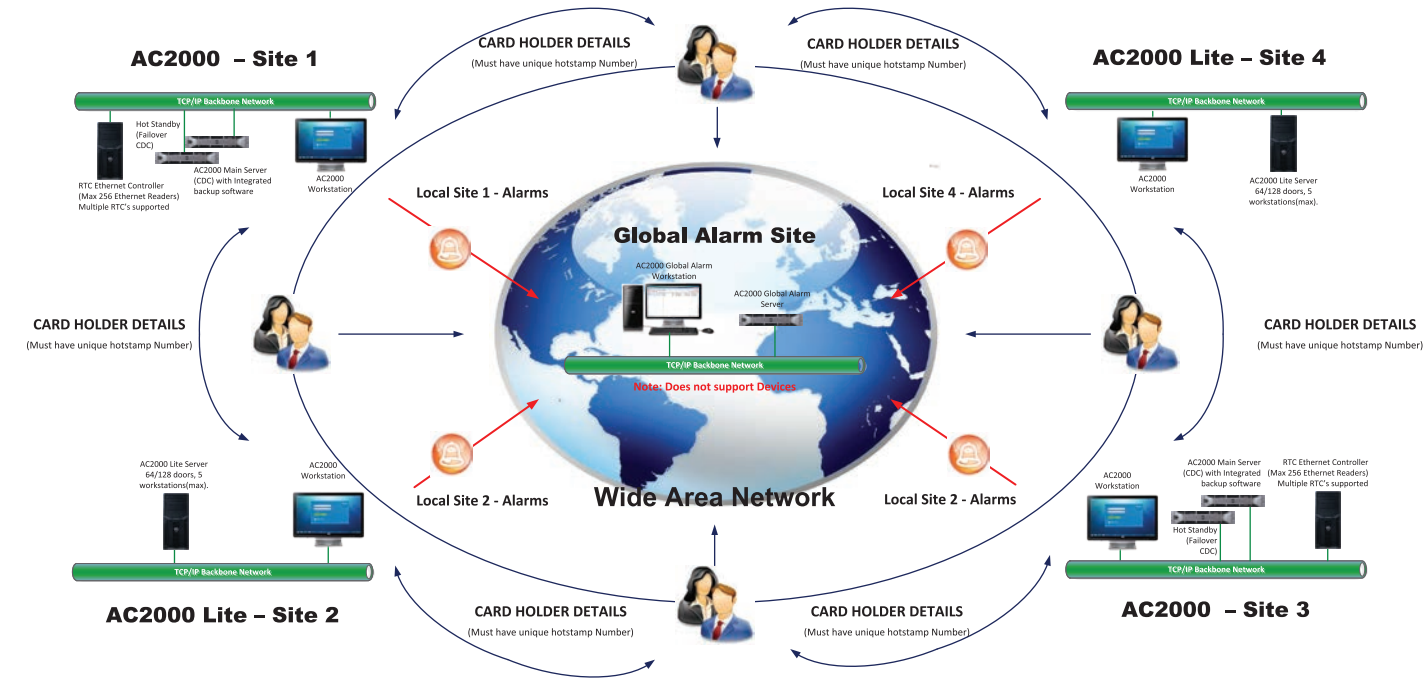 CARD HOLDER DETAILS
(Must have unique hotstamp Number)
CARD HOLDER DETAILS
(Must have unique hotstamp Number)
AC2000 – Site 1
TCP/IP Backbone Network
Hot Standby
(Failover
CDC)
RTC Ethernet Controller
(Max 256 Ethernet Readers)
Multiple RTC's supported
AC2000 Main Server
(CDC) with Integrated
backup software
AC2000
Workstation
AC2000 Lite – Site 4
TCP/IP Backbone Network
AC2000
Workstation
AC2000 Lite Server
64/128 doors, 5
workstations(max).
Local Site 1 - Alarms
Local Site 4 - Alarms
Global Alarm Site
AC2000 Global Alarm
Workstation
AC2000 Global Alarm
Server
TCP/IP Backbone Network
Note: Does not support Devices
CARD HOLDER DETAILS
(Must have unique hotstamp Number)
CARD HOLDER DETAILS
(Must have unique hotstamp Number)
Local Site 2 - Alarms
Wide Area Network
Local Site 2 - Alarms
AC2000 Lite Server
64/128 doors, 5
workstations(max).
AC2000
Workstation
TCP/IP Backbone Network
AC2000 Lite – Site 2
AC2000
Workstation
AC2000 Main Server
(CDC) with Integrated
backup software
RTC Ethernet Controller
(Max 256 Ethernet Readers)
Multiple RTC's supported
Hot Standby
(Failover
CDC)
TCP/IP Backbone Network
AC2000 – Site 3
CARD HOLDER DETAILS
(Must have unique hotstamp Number)
CARD HOLDER DETAILS
(Must have unique hotstamp Number)